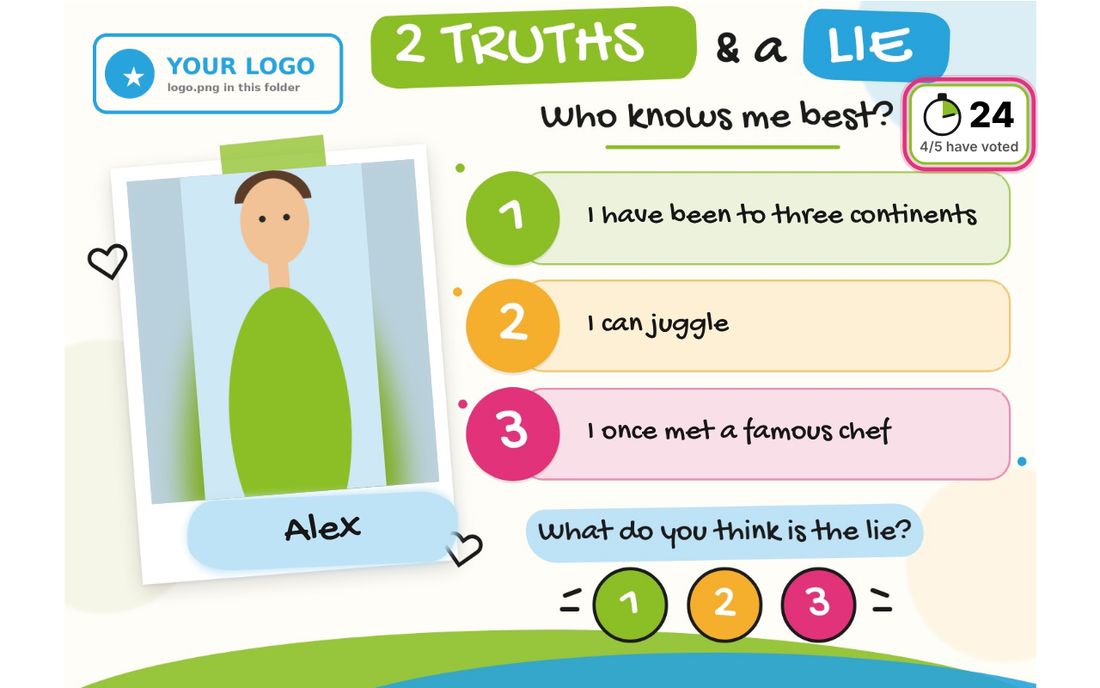 YOUR LOGO
logo.png in this folder
2 TRUTHS & a LIE
Who knows me best?
24
4/5 have voted
1 I have been to three continents
2 I can juggle
3 I once met a famous chef
Alex
What do you think is the lie?
1 2 3